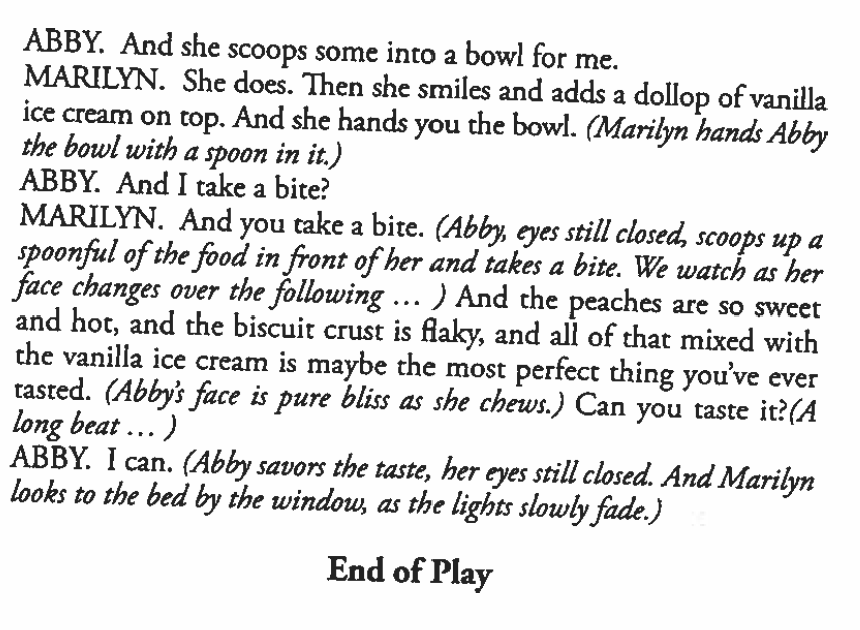 ABBY. And she scoops some into a bowl for me.
MARILYN. She does. Then she smiles and adds a dollop of vanilla
ice cream on top. And she hands you the bowl. (Marilyn hands Abby
the bowl with a spoon in it.)
ABBY. And I take a bite?
MARILYN. And you take a bite. (Abby, eyes still closed, scoops up a
spoonful of the food in front of her and takes a bite. We watch as her
face changes over the following ... ) And the peaches are so sweet
and hot, and the biscuit crust is flaky, and all of that mixed with
the vanilla ice cream is maybe the most perfect thing you've ever
tasted. (Abby's face is pure bliss as she chews.) Can you taste it?(A
long beat ... )
ABBY. I can. (Abby savors the taste, her eyes still closed. And Marilyn
looks to the bed by the window, as the lights slowly fade.)
End of Play